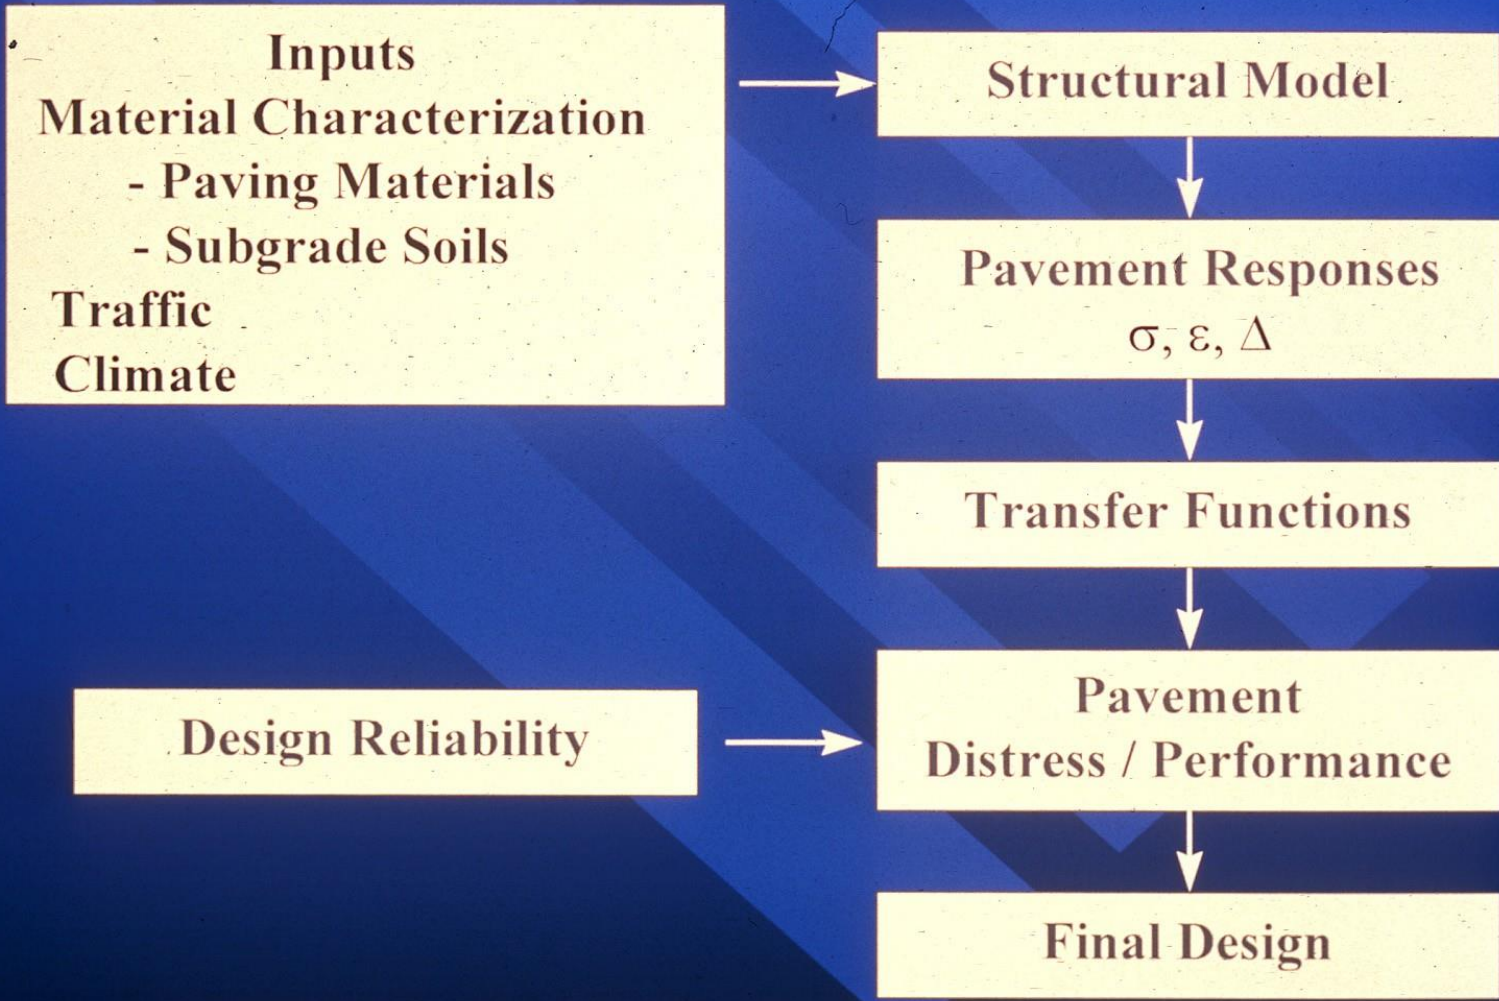 Inputs
Material Characterization
- Paving Materials
- Subgrade Soils
Traffic
Climate
Structural Model
Pavement Responses
σ, ε, Δ
Transfer Functions
Design Reliability
Pavement
Distress / Performance
Final Design